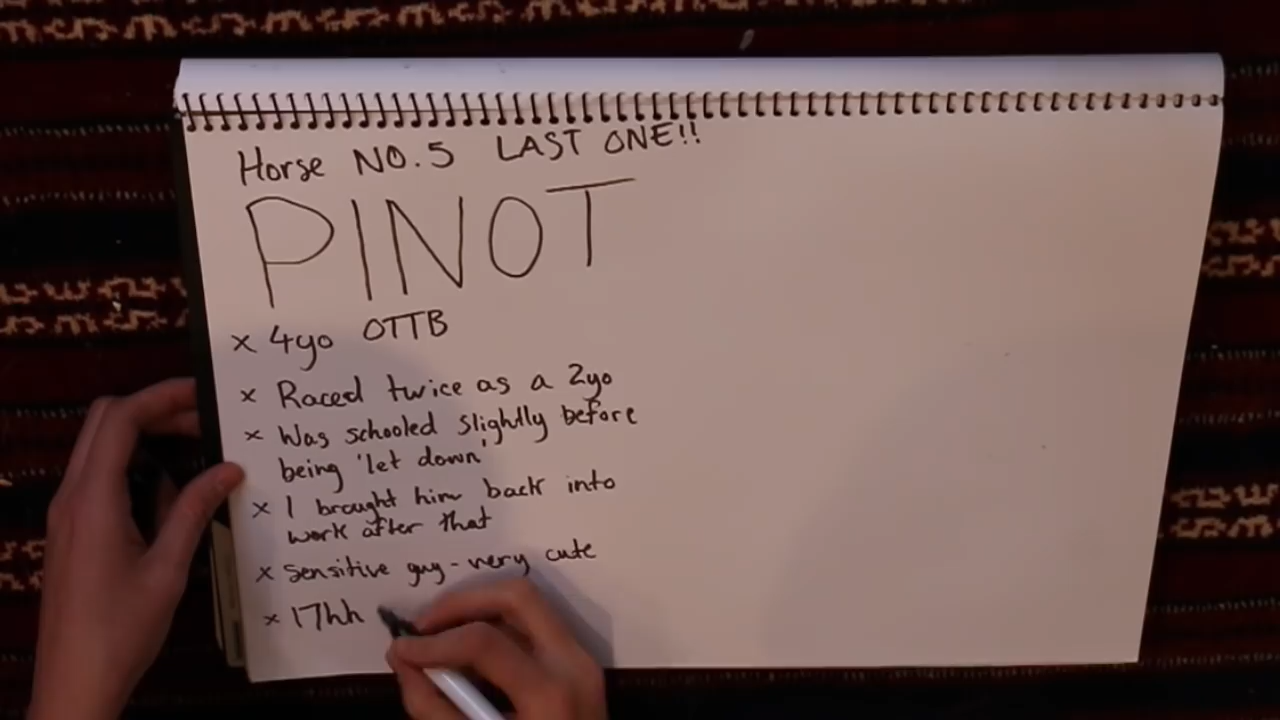 Horse NO.5 LAST ONE!!
PINOT
x 4yo OTTB
x Raced twice as a 2yo
x Was schooled slightly before
being 'let down'
x I brought him back into
work after that
x sensitive guy - very cute
x 17hh